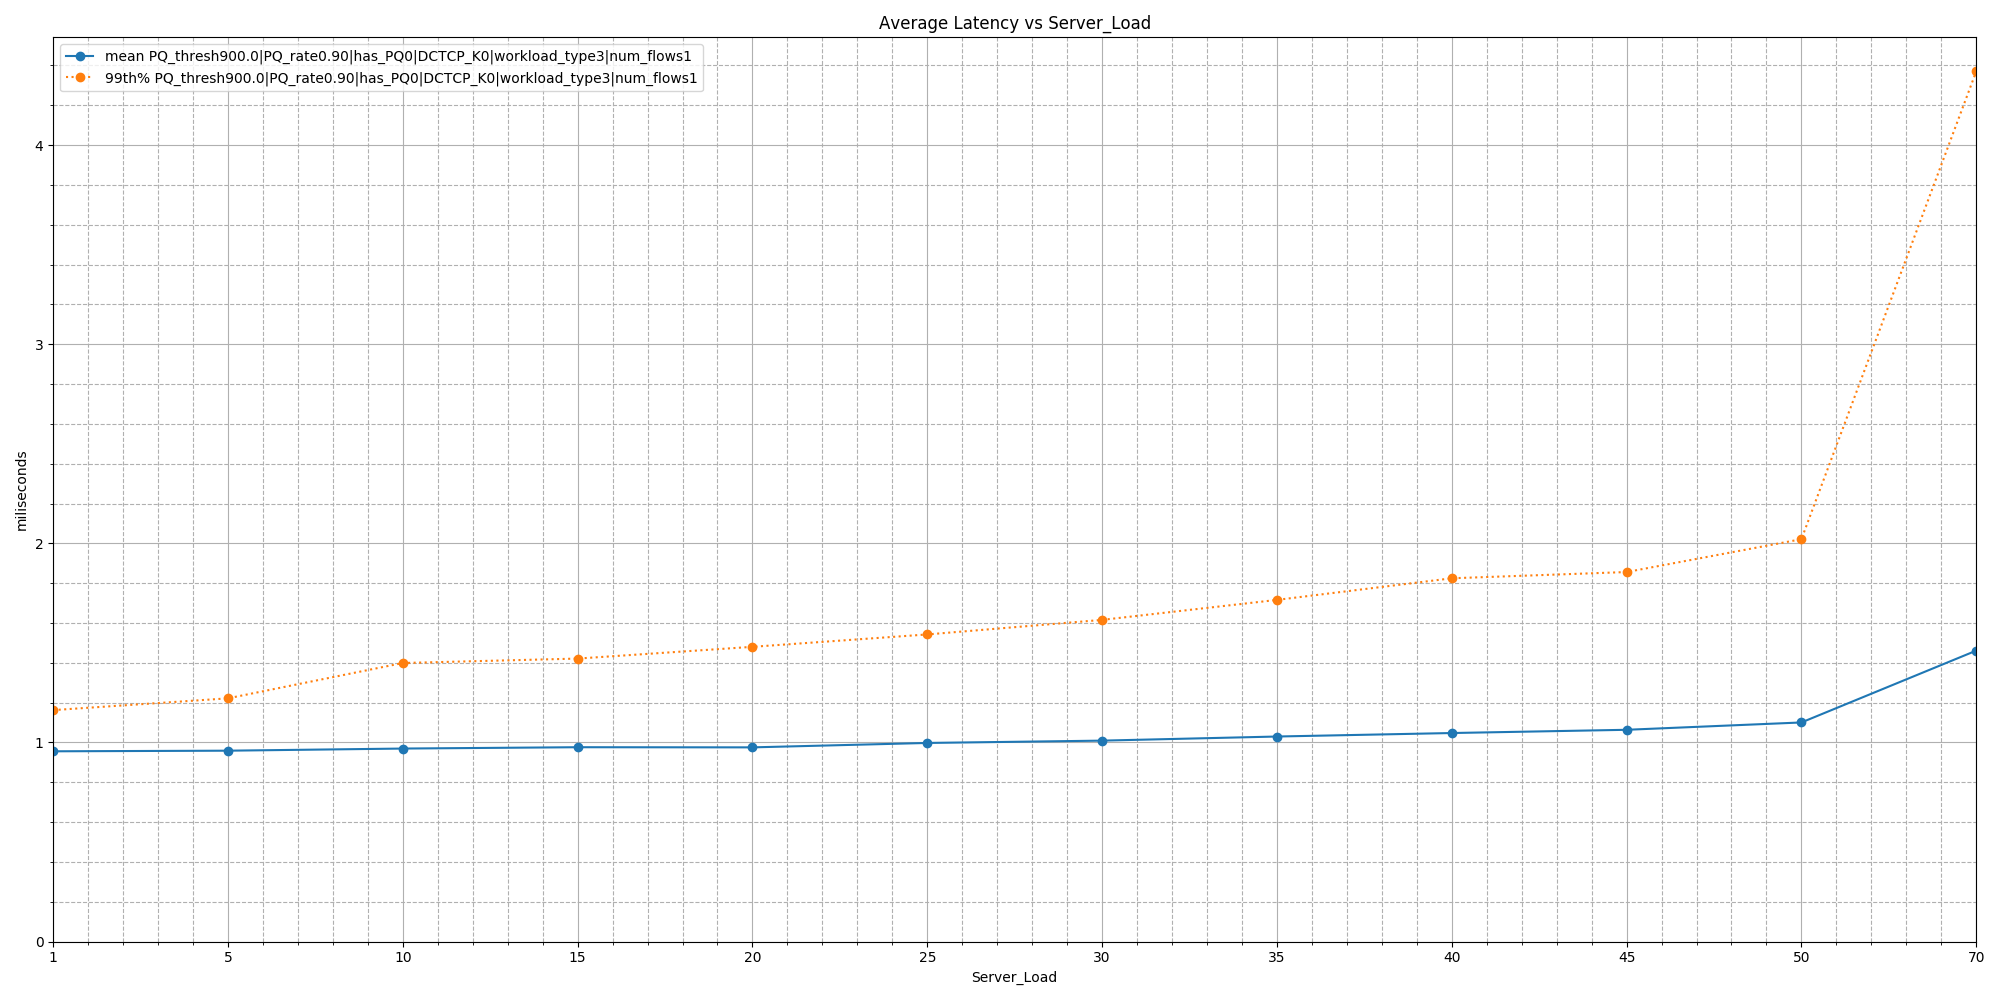 Average Latency vs Server_Load
mean PQ_thresh900.0|PQ_rate0.90|has_PQ0|DCTCP_K0|workload_type3|num_flows1
99th% PQ_thresh900.0|PQ_rate0.90|has_PQ0|DCTCP_K0|workload_type3|num_flows1
4
3
2
1
0
miliseconds
1 5 10 15 20 25 30 35 40 45 50 70
Server_Load